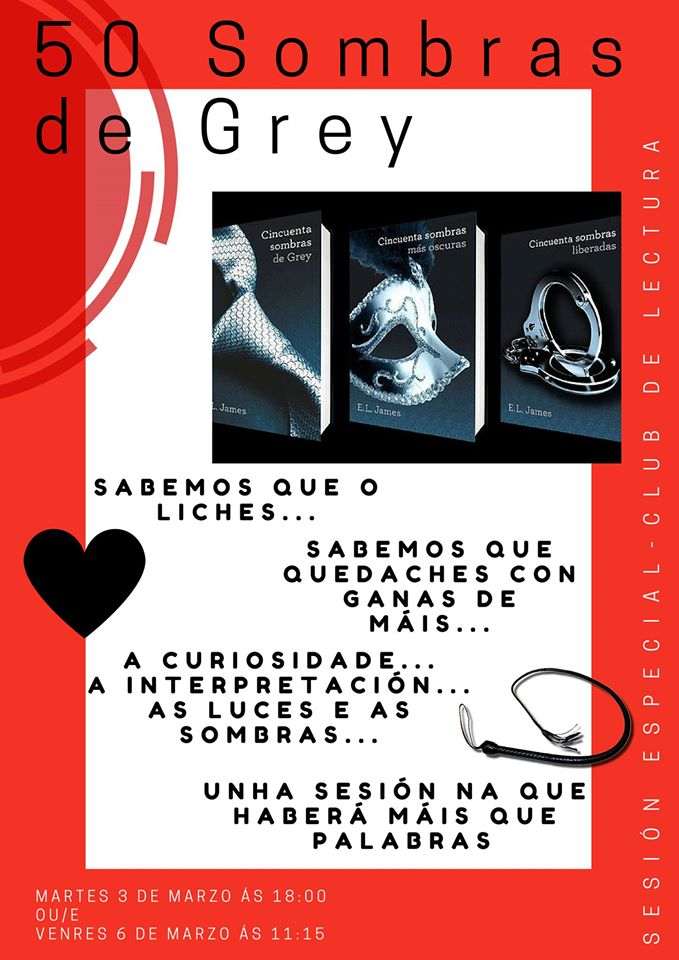 50 Sombras
de Grey
Cincuenta
sombras
de Grey
L. James
Cincuenta sombras
más oscuras
E.L. James
Cincuenta sombras
liberadas
E.L. James
SABEMOS QUE O
LICHES...
SABEMOS QUE
QUEDACHES CON
GANAS DE
MÁIS...
A CURIOSIDADE...
A INTERPRETACIÓN...
AS LUCES E AS
SOMBRAS...
UNHA SESIÓN NA QUE
HABERÁ MÁIS QUE
PALABRAS
MARTES 3 DE MARZO ÁS 18:00
OU/E
VENRES 6 DE MARZO ÁS 11:15
SESIÓN ESPECIAL-CLUB DE LECTURA